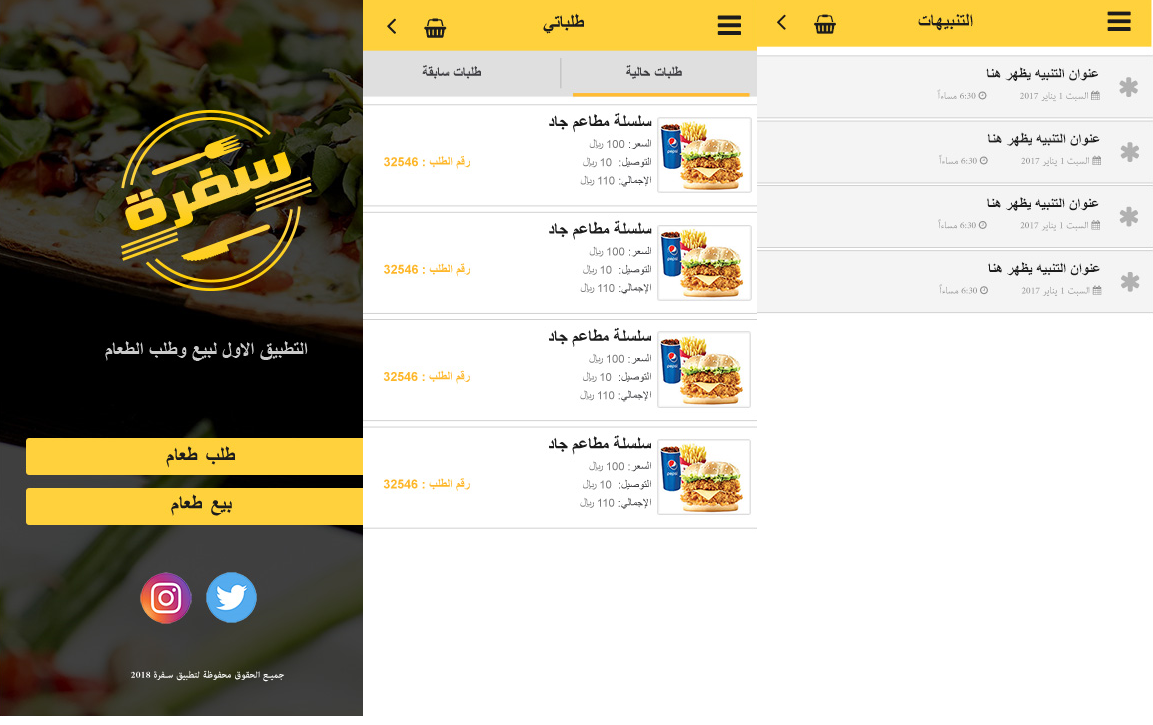 سفرة
التطبيق الاول لبيع وطلب الطعام
طلب طعام
بيع طعام
جميع الحقوق محفوظة لتطبيق سفرة 2018
طلباتي
طلبات حالية
طلبات سابقة
سلسلة مطاعم جاد
السعر : 100 ريال
التوصيل: 10 ريال
رقم الطلب : 32546
الإجمالي: 110 ريال
pepsi
سلسلة مطاعم جاد
السعر : 100 ريال
التوصيل: 10 ريال
رقم الطلب : 32546
الإجمالي: 110 ريال
pepsi
سلسلة مطاعم جاد
السعر : 100 ريال
التوصيل: 10 ريال
رقم الطلب : 32546
الإجمالي: 110 ريال
pepsi
سلسلة مطاعم جاد
السعر : 100 ريال
التوصيل: 10 ريال
رقم الطلب : 32546
الإجمالي: 110 ريال
pepsi
التنبيهات
عنوان التنبيه يظهر هنا
السبت 1 يناير 2017 6:30 مساءاً
عنوان التنبيه يظهر هنا
السبت 1 يناير 2017 6:30 مساءاً
عنوان التنبيه يظهر هنا
السبت 1 يناير 2017 6:30 مساءاً
عنوان التنبيه يظهر هنا
السبت 1 يناير 2017 6:30 مساءاً